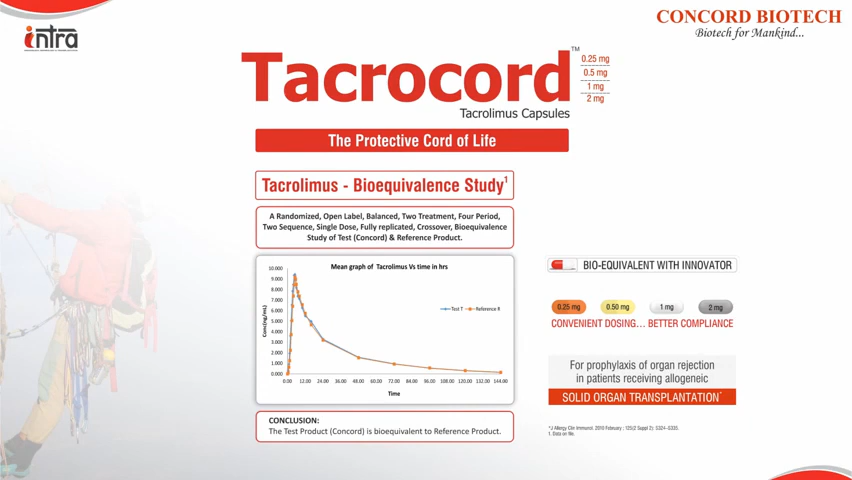 intra
CONCORD BIOTECH
Biotech for Mankind...
Tacrocord™
0.25 mg
0.5 mg
1 mg
2 mg
Tacrolimus Capsules
The Protective Cord of Life
Tacrolimus - Bioequivalence Study1
A Randomized, Open Label, Balanced, Two Treatment, Four Period,
Two Sequence, Single Dose, Fully replicated, Crossover, Bioequivalence
Study of Test (Concord) & Reference Product.
Mean graph of Tacrolimus Vs time in hrs
10.000
9.000
8.000
7.000
6.000
5.000
4.000
3.000
2.000
1.000
0.000
Conc(ng/mL)
Test T
Reference R
0.00 12.00 24.00 36.00 48.00 60.00 72.00 84.00 96.00 108.00 120.00 132.00 144.00
Time
CONCLUSION:
The Test Product (Concord) is bioequivalent to Reference Product.
BIO-EQUIVALENT WITH INNOVATOR
0.25 mg 0.50 mg 1 mg 2 mg
CONVENIENT DOSING... BETTER COMPLIANCE
For prophylaxis of organ rejection
in patients receiving allogeneic
SOLID ORGAN TRANSPLANTATION*
*J Allergy Clin Immunol. 2010 February ; 125(2 Suppl 2): S324-S335.
1. Data on file.